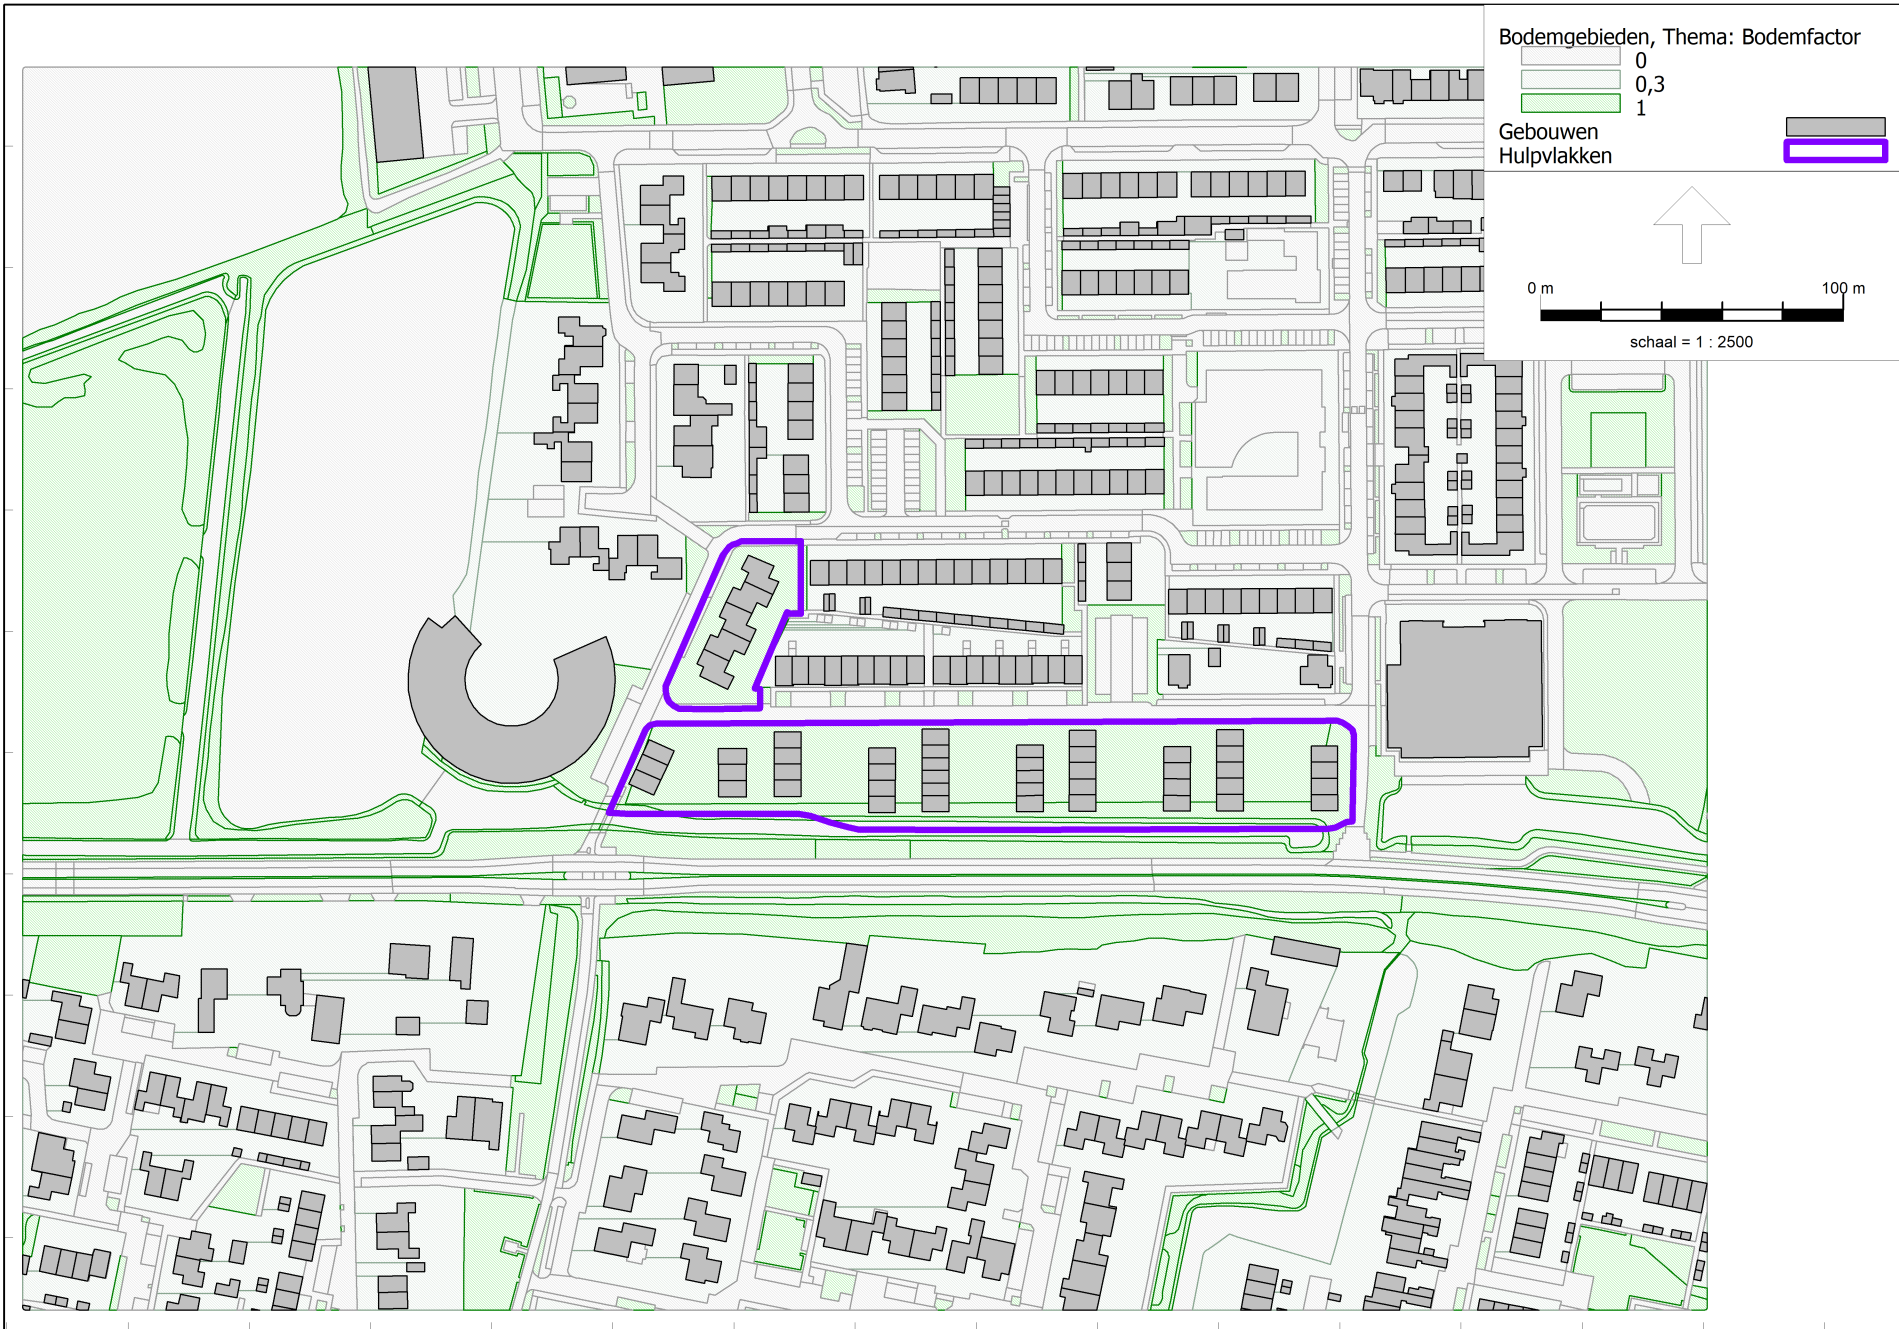 Bodemgebieden, Thema: Bodemfactor
0
0,3
1
Gebouwen
Hulpvlakken
0 m 100 m
schaal = 1 : 2500